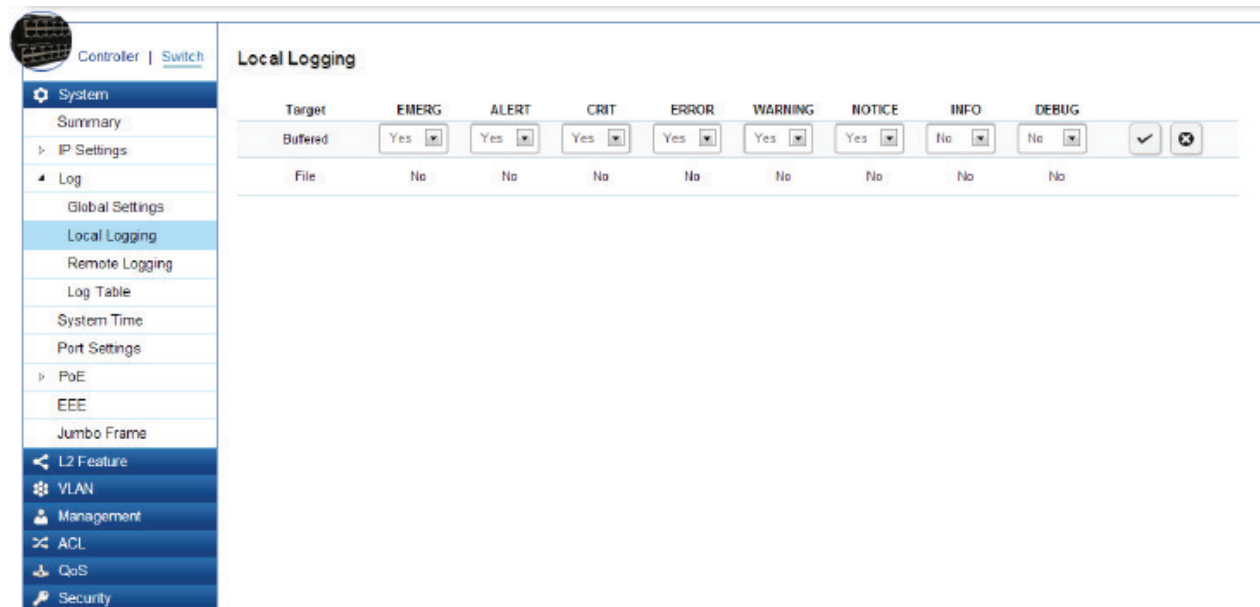 Controller | Switch
System
Summary
IP Settings
Log
Global Settings
Local Logging
Remote Logging
Log Table
System Time
Port Settings
PoE
EEE
Jumbo Frame
L2 Feature
VLAN
Management
ACL
QoS
Security
Local Logging
Target EMERG ALERT CRIT ERROR WARNING NOTICE INFO DEBUG
Buffered Yes Yes Yes Yes Yes Yes No No
File No No No No No No No No